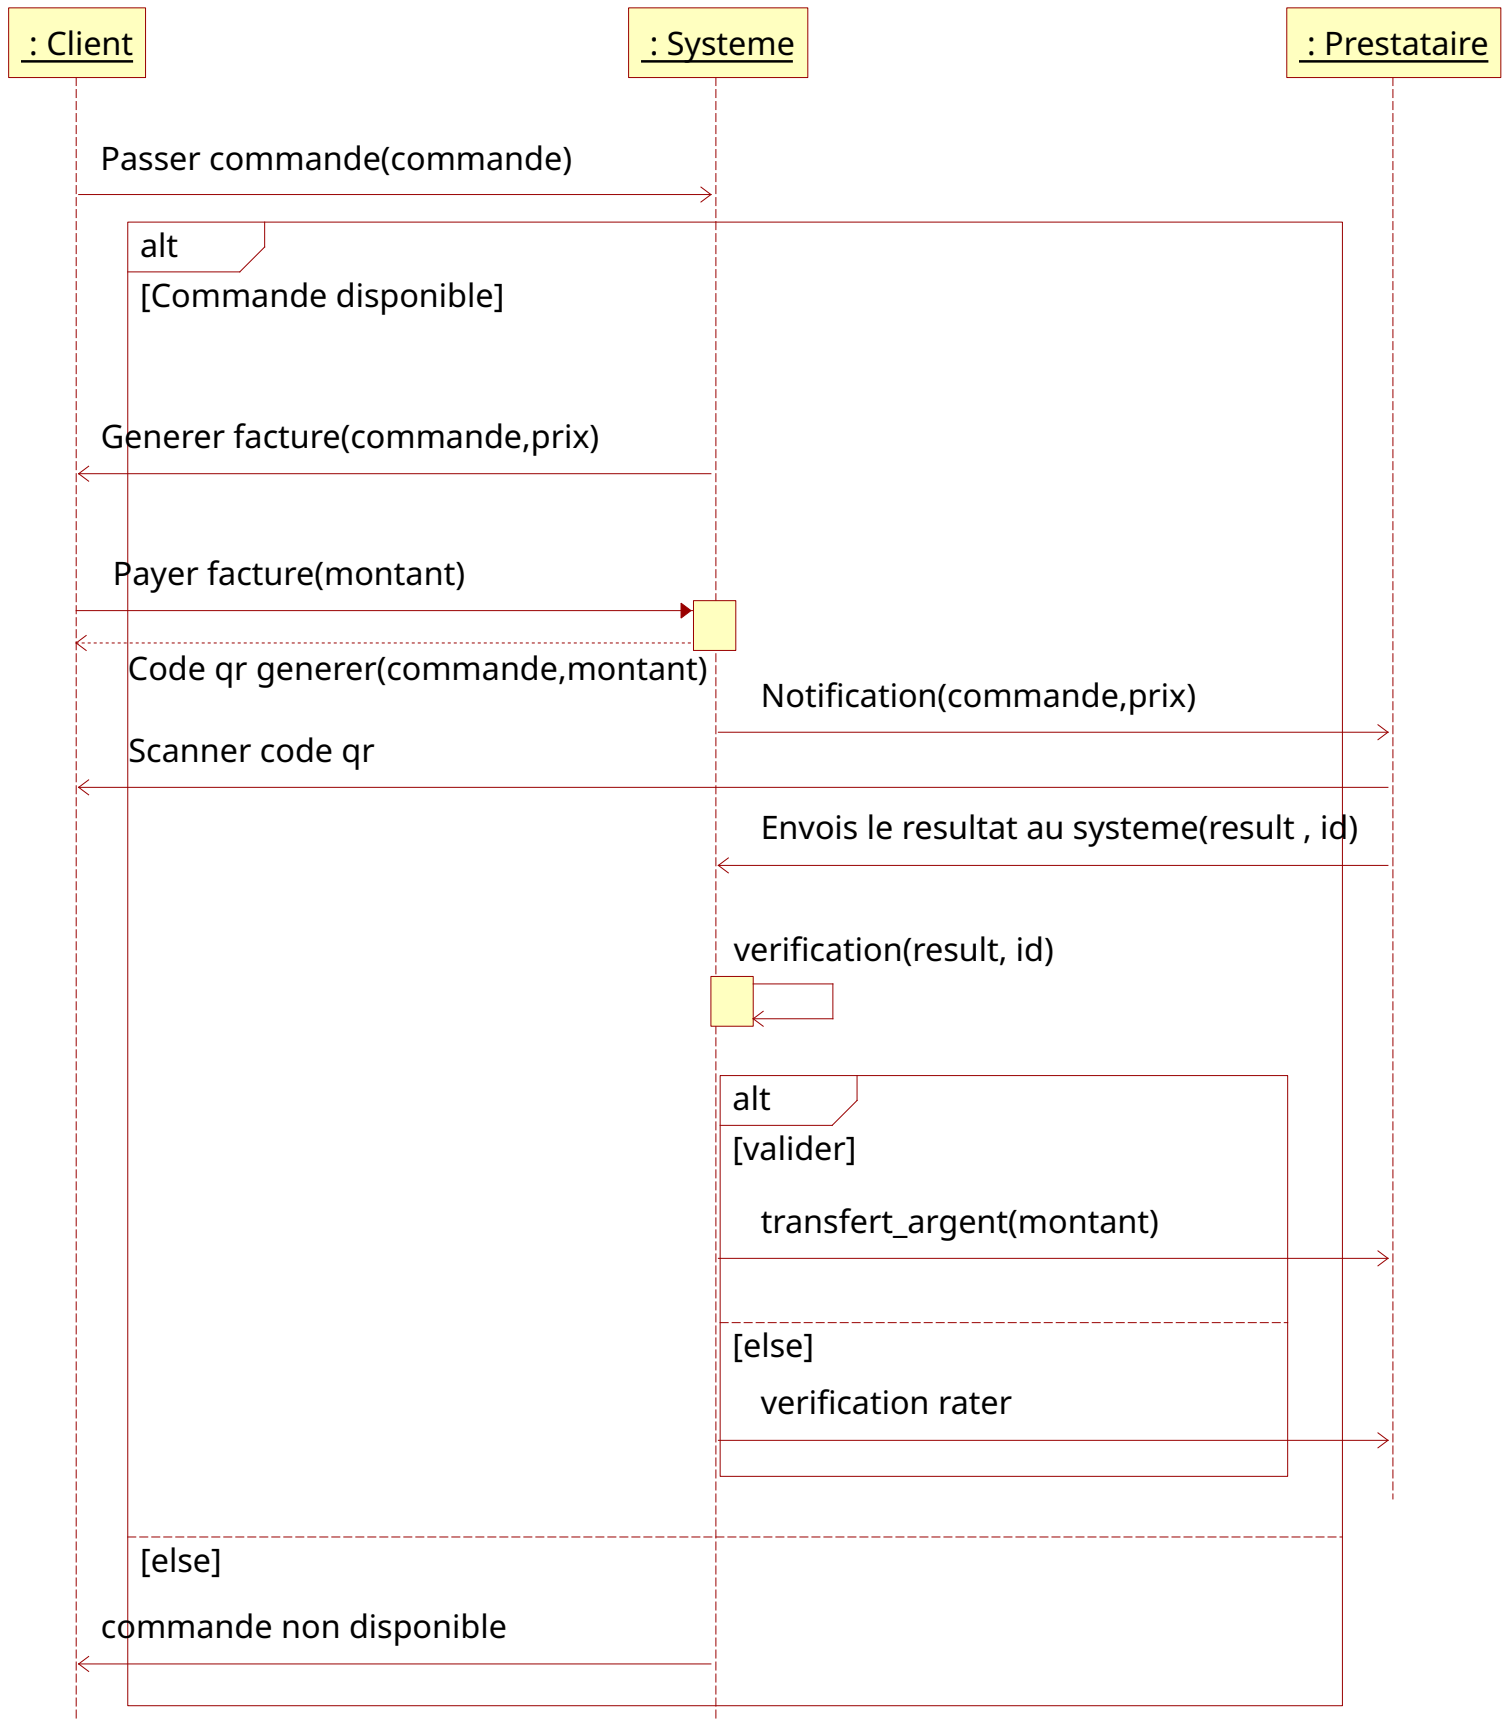 : Client
: Systeme
: Prestataire
Passer commande(commande)
alt
[Commande disponible]
Generer facture(commande,prix)
Payer facture(montant)
Code qr generer(commande,montant)
Notification(commande,prix)
Scanner code qr
Envois le resultat au systeme(result , id)
verification(result, id)
alt
[valider]
transfert_argent(montant)
[else]
verification rater
[else]
commande non disponible